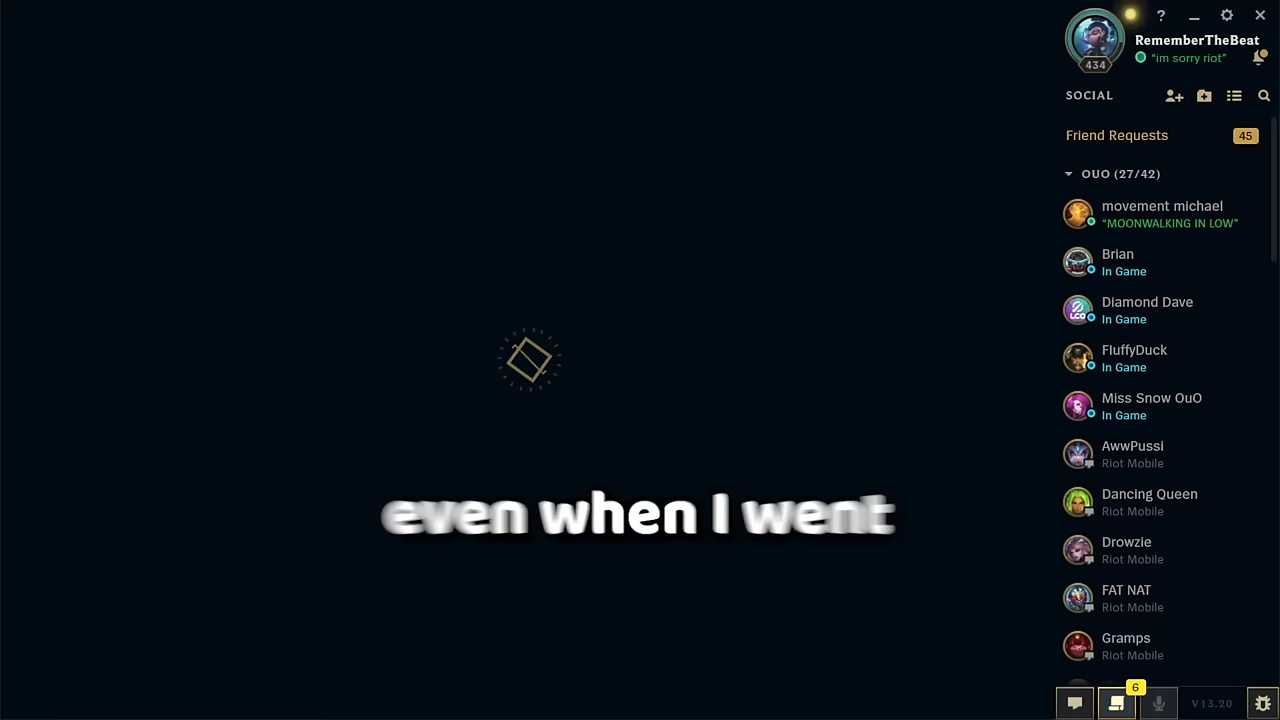 RememberTheBeat
434
"im sorry riot"
SOCIAL
Friend Requests
45
OUO (27/42)
movement michael
"MOONWALKING IN LOW"
Brian
In Game
Diamond Dave
In Game
FluffyDuck
In Game
Miss Snow OuO
In Game
AwwPussi
Riot Mobile
Dancing Queen
Riot Mobile
Drowzie
Riot Mobile
FAT NAT
Riot Mobile
Gramps
Riot Mobile
even when I went
6
V13.20